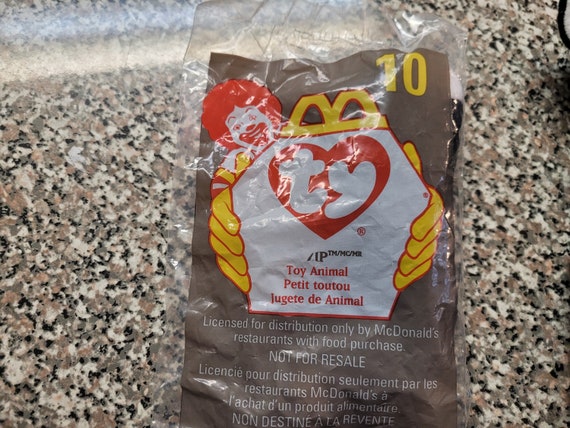 10
ty
®
/IP™/MC/MR
Toy Animal
Petit toutou
Jugete de Animal
Licensed for distribution only by McDonald's
restaurants with food purchase.
NOT FOR RESALE
Licencié pour distribution seulement par les
restaurants McDonald's à
l'achat d'un produit alimentaire.
NON DESTINÉ À LA REVENTE